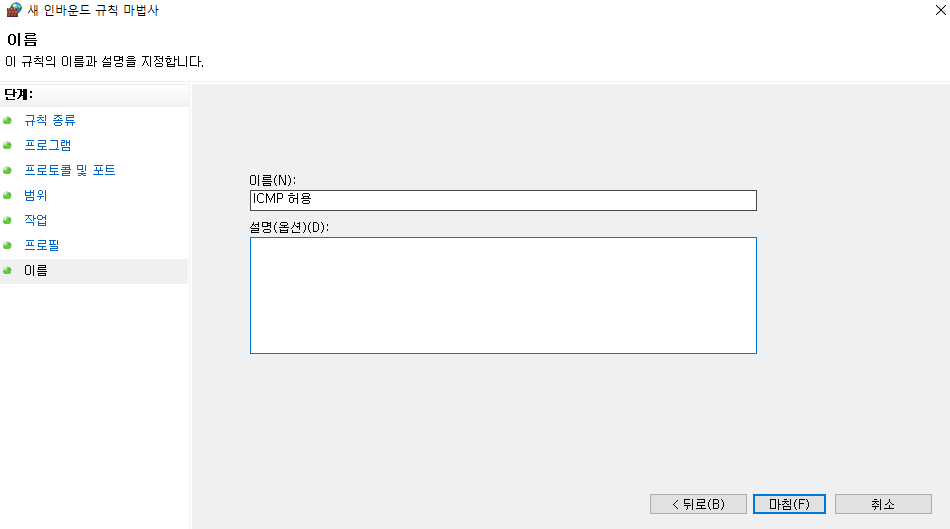 새 인바운드 규칙 마법사
이름
이 규칙의 이름과 설명을 지정합니다.
단계:
규칙 종류
프로그램
프로토콜 및 포트
범위
작업
프로필
이름
이름(N):
ICMP 허용
설명(옵션)(D):
< 뒤로(B)
마침(F)
취소